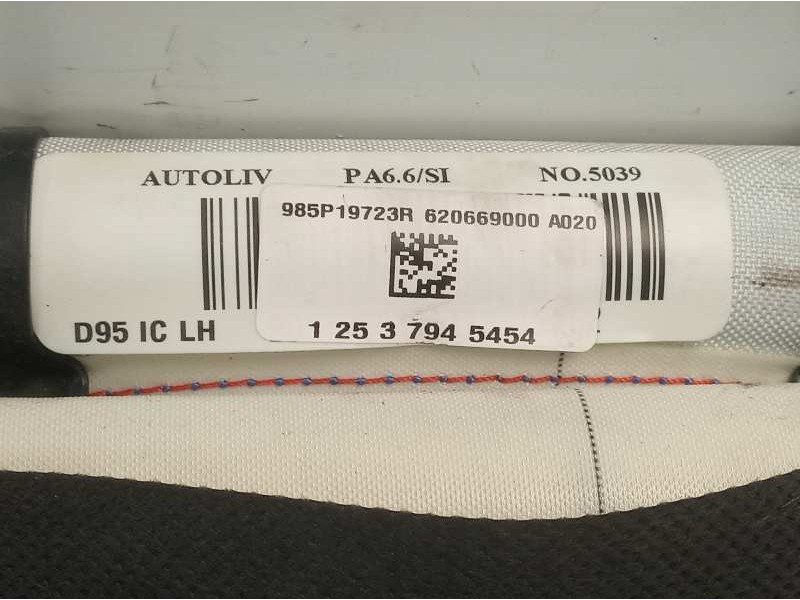 AUTOLIV PA6.6/SI NO.5039
985P19723R 620669000 A020
D95 IC LH
1 25 3 794 5454